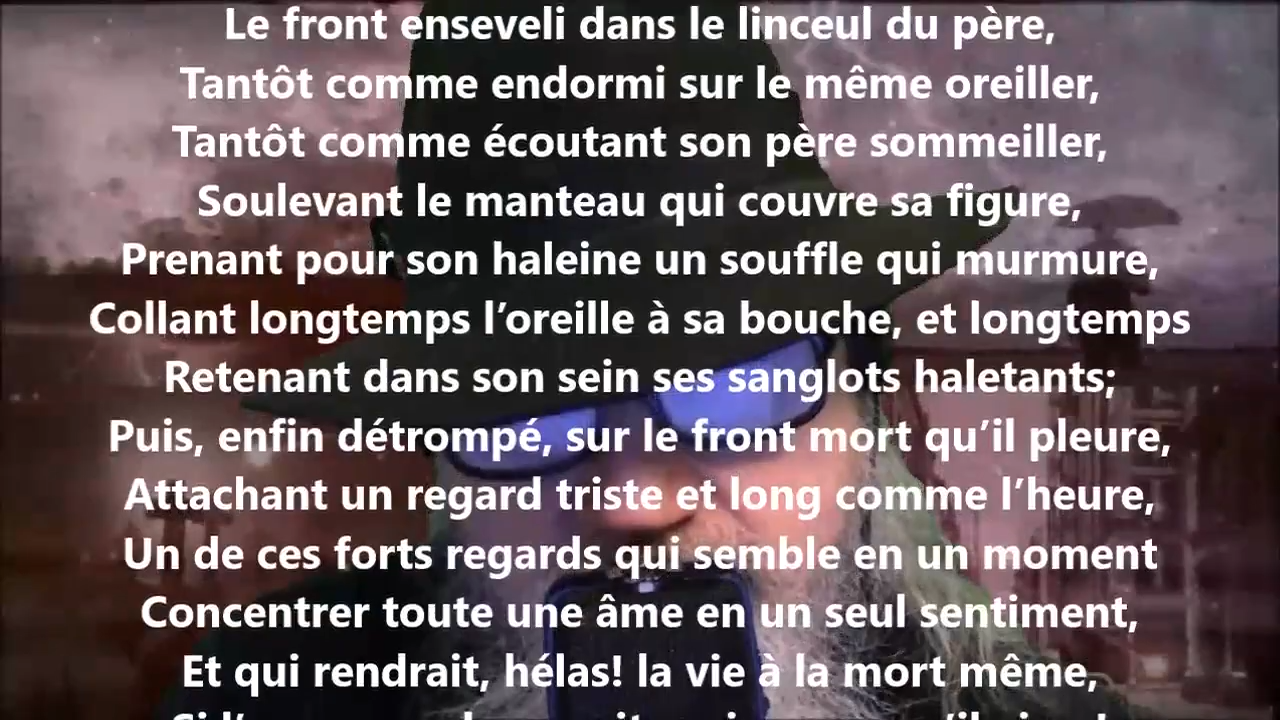 Le front enseveli dans le linceul du père,
Tantôt comme endormi sur le même oreiller,
Tantôt comme écoutant son père sommeiller,
Soulevant le manteau qui couvre sa figure,
Prenant pour son haleine un souffle qui murmure,
Collant longtemps l’oreille à sa bouche, et longtemps
Retenant dans son sein ses sanglots haletants;
Puis, enfin détrompé, sur le front mort qu’il pleure,
Attachant un regard triste et long comme l’heure,
Un de ces forts regards qui semble en un moment
Concentrer toute une âme en un seul sentiment,
Et qui rendrait, hélas! la vie à la mort même,